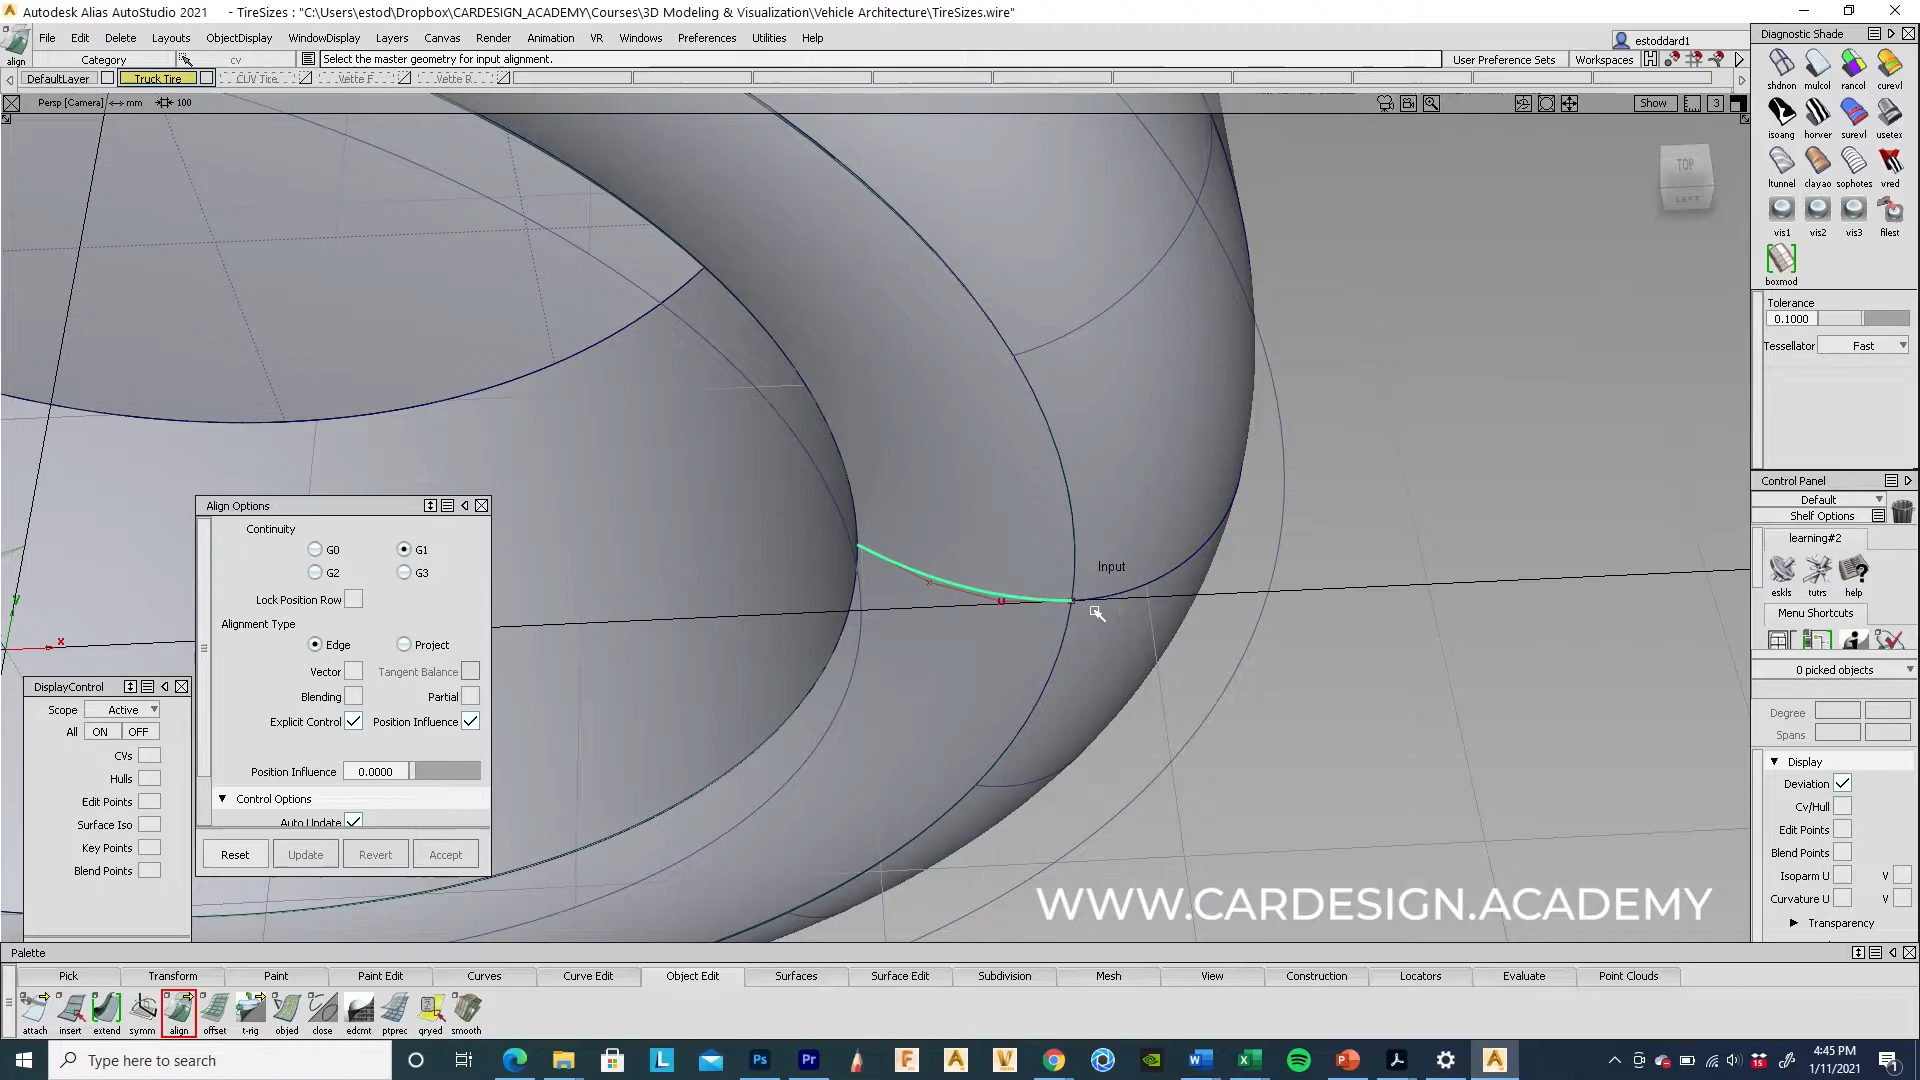 Autodesk Alias AutoStudio 2021 - TireSizes : "C:\Users\estod\Dropbox\CARDESIGN_ACADEMY\Courses\3D Modeling & Visualization\Vehicle Architecture\TireSizes.wire"
File Edit Delete Layouts ObjectDisplay WindowDisplay Layers Canvas Render Animation VR Windows Preferences Utilities Help
estoddard1
align
Category cv Select the master geometry for input alignment. User Preference Sets Workspaces
DefaultLayer Truck Tire CUV Tire Vette F Vette R
Persp [Camera] mm 100 Show 3
TOP
LEFT
Diagnostic Shade
shdnon mulcol rancol curevl
isoang horver surevl usetex
ltunnel clayao sophotes vred
vis1 vis2 vis3 filest
boxmod
Tolerance
0.1000
Tessellator Fast
Control Panel
Default
Shelf Options
learning#2
eskls tutrs help
Menu Shortcuts
0 picked objects
Degree
Spans
Display
Deviation
Cv/Hull
Edit Points
Blend Points
Isoparm U V
Curvature U V
Transparency
Input
U
x
Align Options
Continuity
G0 G1
G2 G3
Lock Position Row
Alignment Type
Edge Project
Vector Tangent Balance
Blending Partial
Explicit Control Position Influence
Position Influence 0.0000
Control Options
Auto Update
Reset Update Revert Accept
DisplayControl
Scope Active
All ON OFF
CVs
Hulls
Edit Points
Surface Iso
Key Points
Blend Points
WWW.CARDESIGN.ACADEMY
Palette
Pick Transform Paint Paint Edit Curves Curve Edit Object Edit Surfaces Surface Edit Subdivision Mesh View Construction Locators Evaluate Point Clouds
attach insert extend symm align offset t-rig objed close edcmt ptprec qryed smooth
Type here to search
4:45 PM
1/11/2021